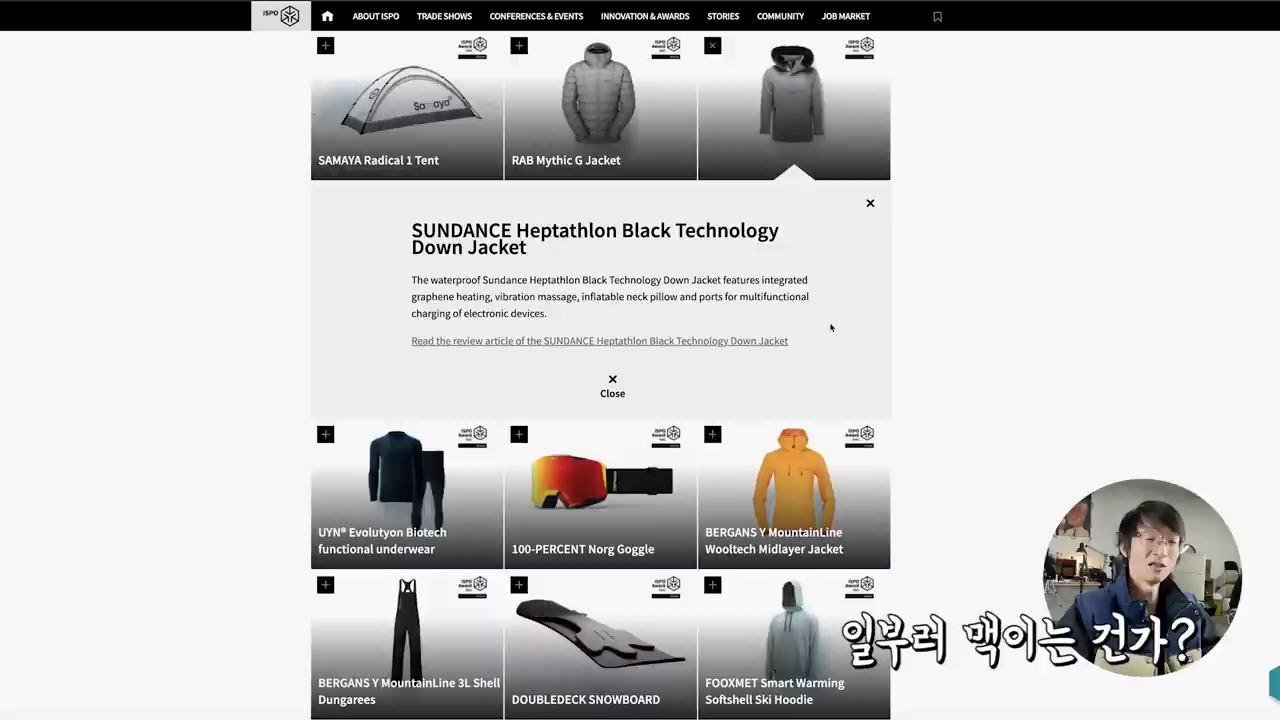 ISPO
ABOUT ISPO
TRADE SHOWS
CONFERENCES & EVENTS
INNOVATION & AWARDS
STORIES
COMMUNITY
JOB MARKET
Samaya
SAMAYA Radical 1 Tent
RAB Mythic G Jacket
SUNDANCE Heptathlon Black Technology
Down Jacket
The waterproof Sundance Heptathlon Black Technology Down Jacket features integrated
graphene heating, vibration massage, inflatable neck pillow and ports for multifunctional
charging of electronic devices.
Read the review article of the SUNDANCE Heptathlon Black Technology Down Jacket
Close
UYN® Evolutyon Biotech
functional underwear
100-PERCENT Norg Goggle
BERGANS Y MountainLine
Wooltech Midlayer Jacket
BERGANS Y MountainLine 3L Shell
Dungarees
DOUBLEDECK SNOWBOARD
FOOXMET Smart Warming
Softshell Ski Hoodie
일부러 맥이는 건가?